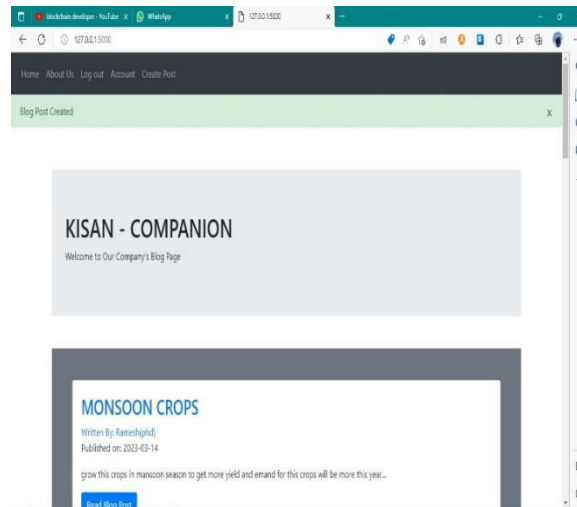 blockchain developer - YouTube
WhatsApp
127.0.0.1:5000
127.0.0.1:5000
Home About Us Log out Account Create Post
Blog Post Created
x
KISAN - COMPANION
Welcome to Our Company's Blog Page
MONSOON CROPS
Written By: Ramesh(phd)
Published on: 2023-03-14
grow this crops in mansoon season to get more yield and emand for this crops will be more this year...
Read Blog Post